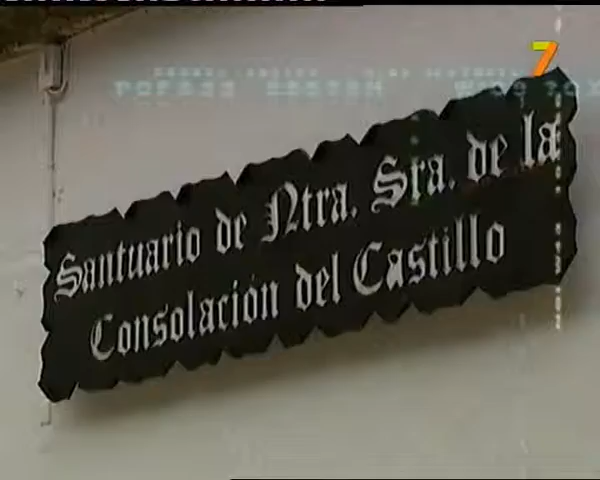 7
Santuario de Ntra. Sra. de la
Consolación del Castillo